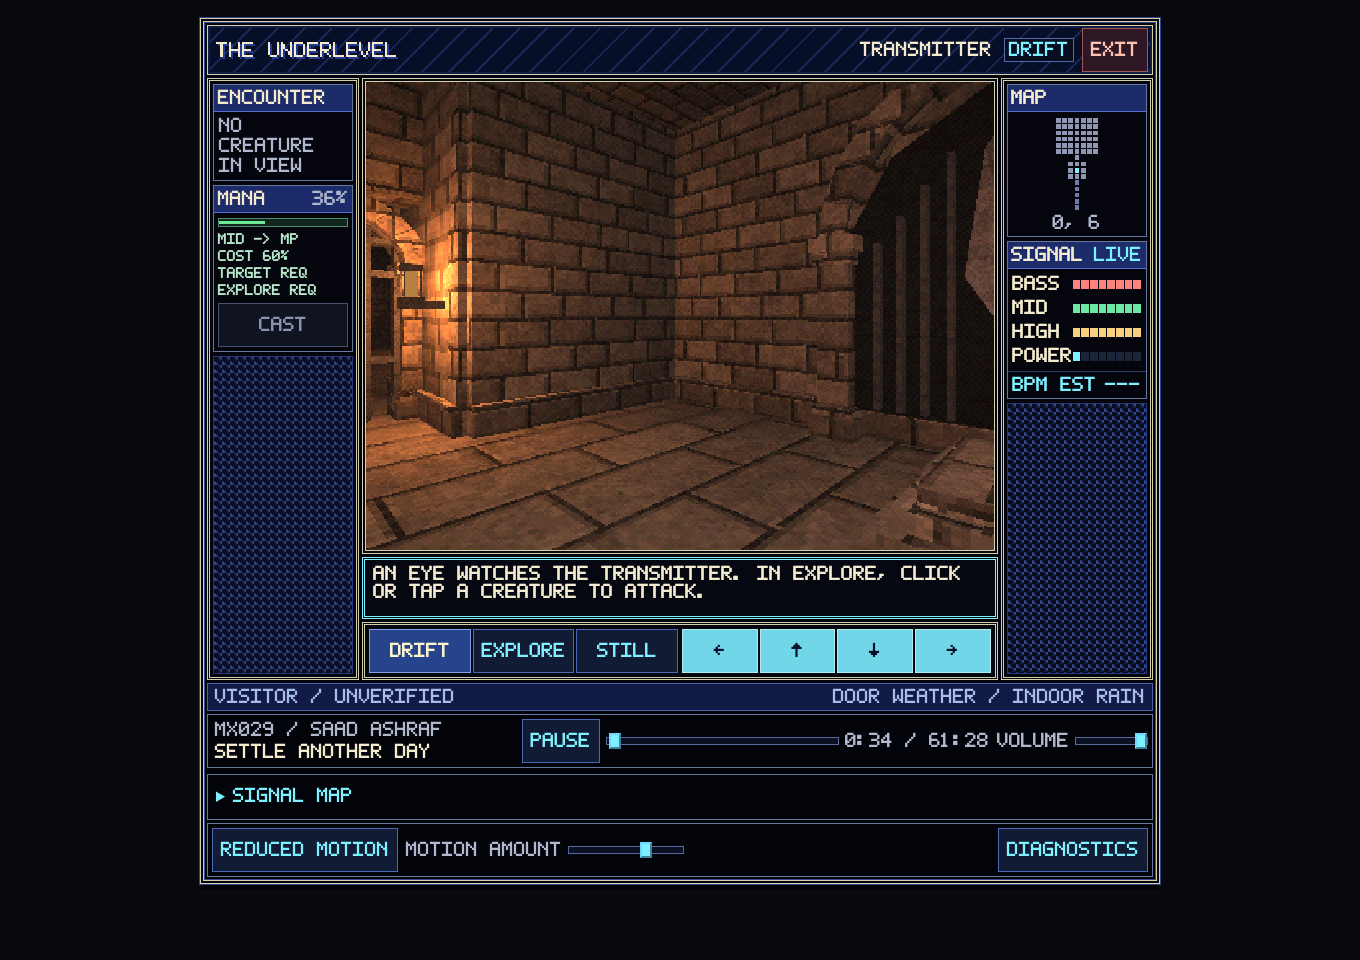 THE UNDERLEVEL
TRANSMITTER DRIFT EXIT
ENCOUNTER
NO
CREATURE
IN VIEW
MANA 36%
MID -> MP
COST 60%
TARGET REQ
EXPLORE REQ
CAST
MAP
0, 6
SIGNAL LIVE
BASS
MID
HIGH
POWER
BPM EST ---
AN EYE WATCHES THE TRANSMITTER. IN EXPLORE, CLICK
OR TAP A CREATURE TO ATTACK.
DRIFT EXPLORE STILL ← ↑ ↓ →
VISITOR / UNVERIFIED
DOOR WEATHER / INDOOR RAIN
MX029 / SAAD ASHRAF
SETTLE ANOTHER DAY
PAUSE
0:34 / 61:28 VOLUME
▶ SIGNAL MAP
REDUCED MOTION MOTION AMOUNT
DIAGNOSTICS